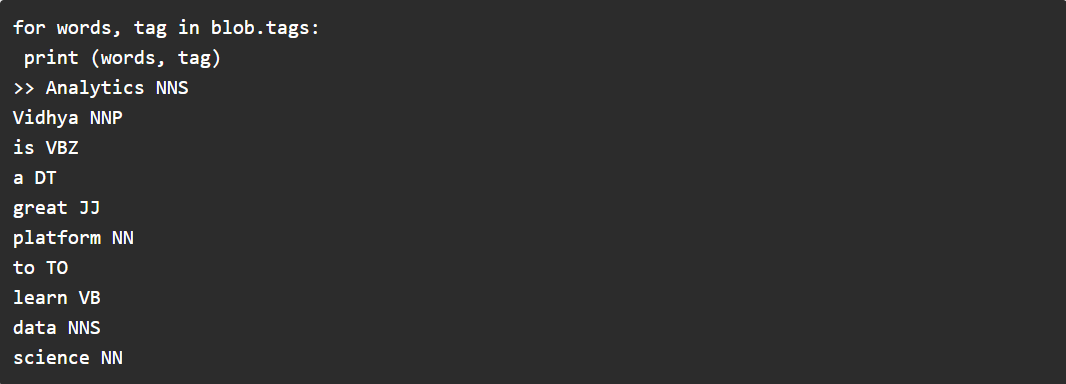 for words, tag in blob.tags:
 print (words, tag)
>> Analytics NNS
Vidhya NNP
is VBZ
a DT
great JJ
platform NN
to TO
learn VB
data NNS
science NN